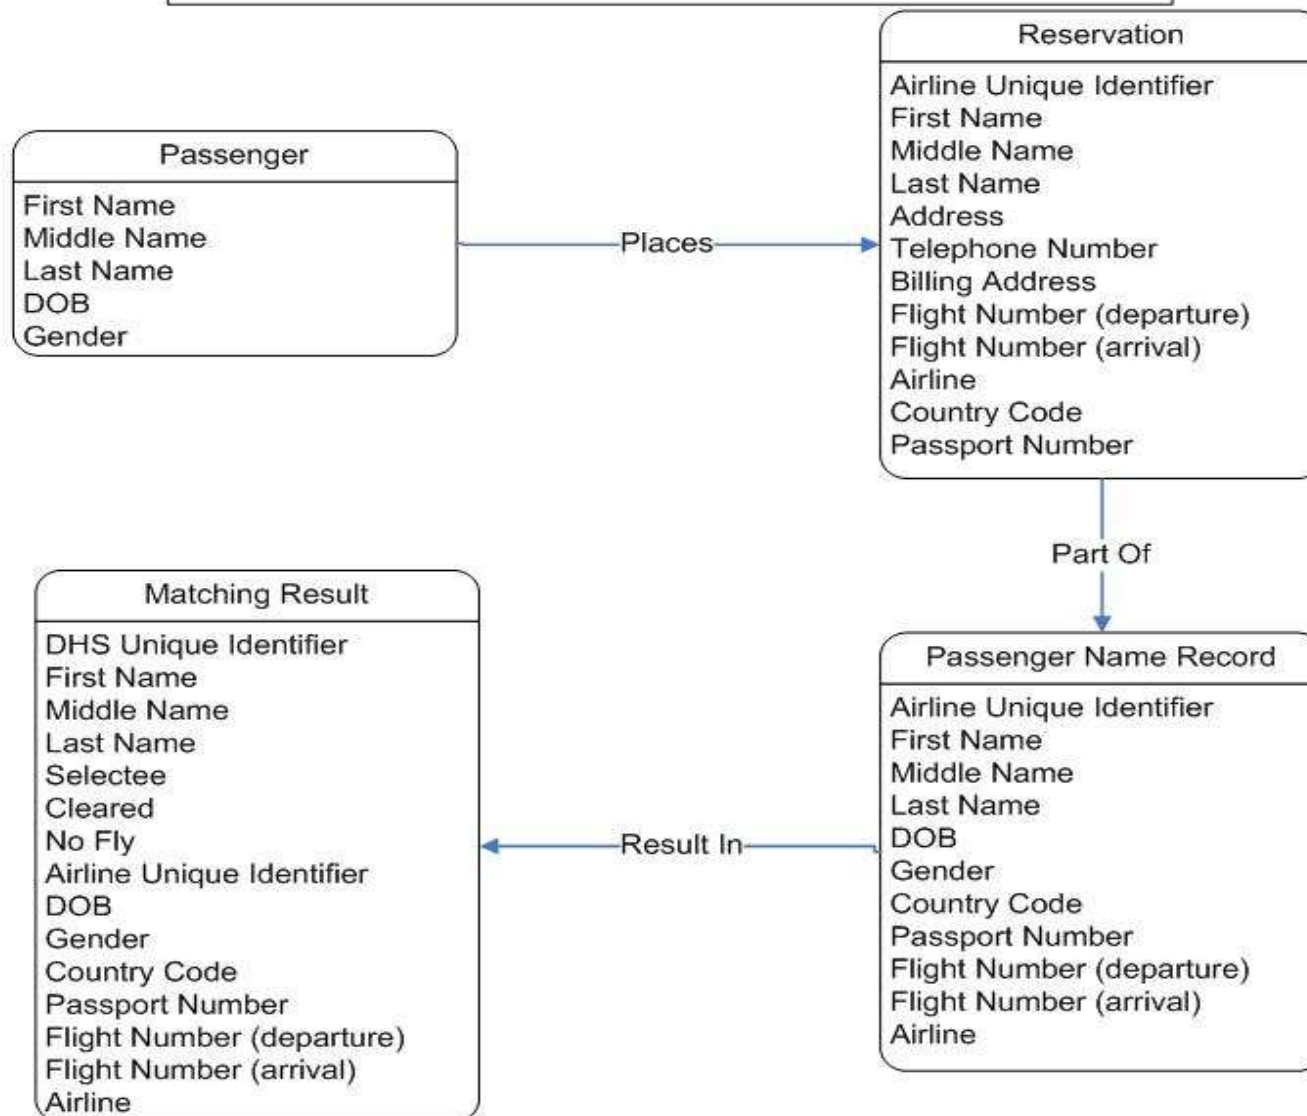 Passenger
First Name
Middle Name
Last Name
DOB
Gender
Places
Reservation
Airline Unique Identifier
First Name
Middle Name
Last Name
Address
Telephone Number
Billing Address
Flight Number (departure)
Flight Number (arrival)
Airline
Country Code
Passport Number
Part Of
Passenger Name Record
Airline Unique Identifier
First Name
Middle Name
Last Name
DOB
Gender
Country Code
Passport Number
Flight Number (departure)
Flight Number (arrival)
Airline
Result In
Matching Result
DHS Unique Identifier
First Name
Middle Name
Last Name
Selectee
Cleared
No Fly
Airline Unique Identifier
DOB
Gender
Country Code
Passport Number
Flight Number (departure)
Flight Number (arrival)
Airline